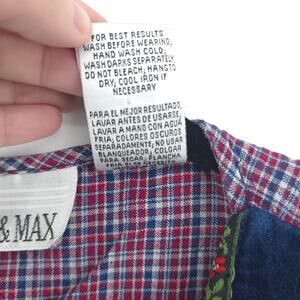 FOR BEST RESULTS
WASH BEFORE WEARING;
HAND WASH COLD;
WASH DARKS SEPARATELY,
DO NOT BLEACH; HANG TO
DRY; COOL IRON IF
NECESSARY
PARA EL MEJOR RESULTADO,
LAVAR ANTES DE USARSE;
LAVAR A MANO CON AGUA
FRIA; COLORES OSCUROS
SEPARADAMENTE; NO USAR
BLANQUEADOR; COLGAR
PARA SECAR; PLANCHA
& MAX